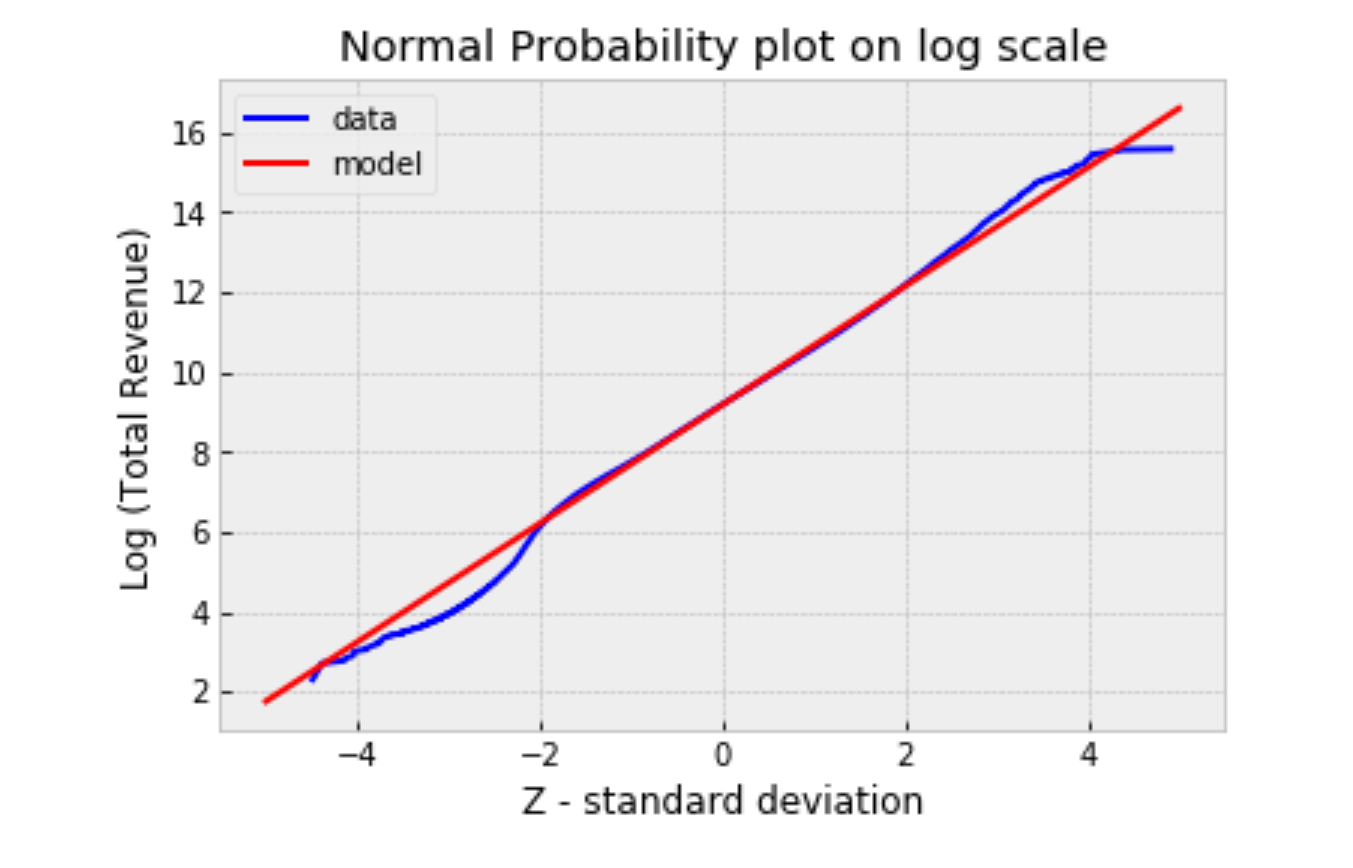 Normal Probability plot on log scale
data
model
16
14
12
10
8
6
4
2
Log (Total Revenue)
−4
−2
0
2
4
Z - standard deviation